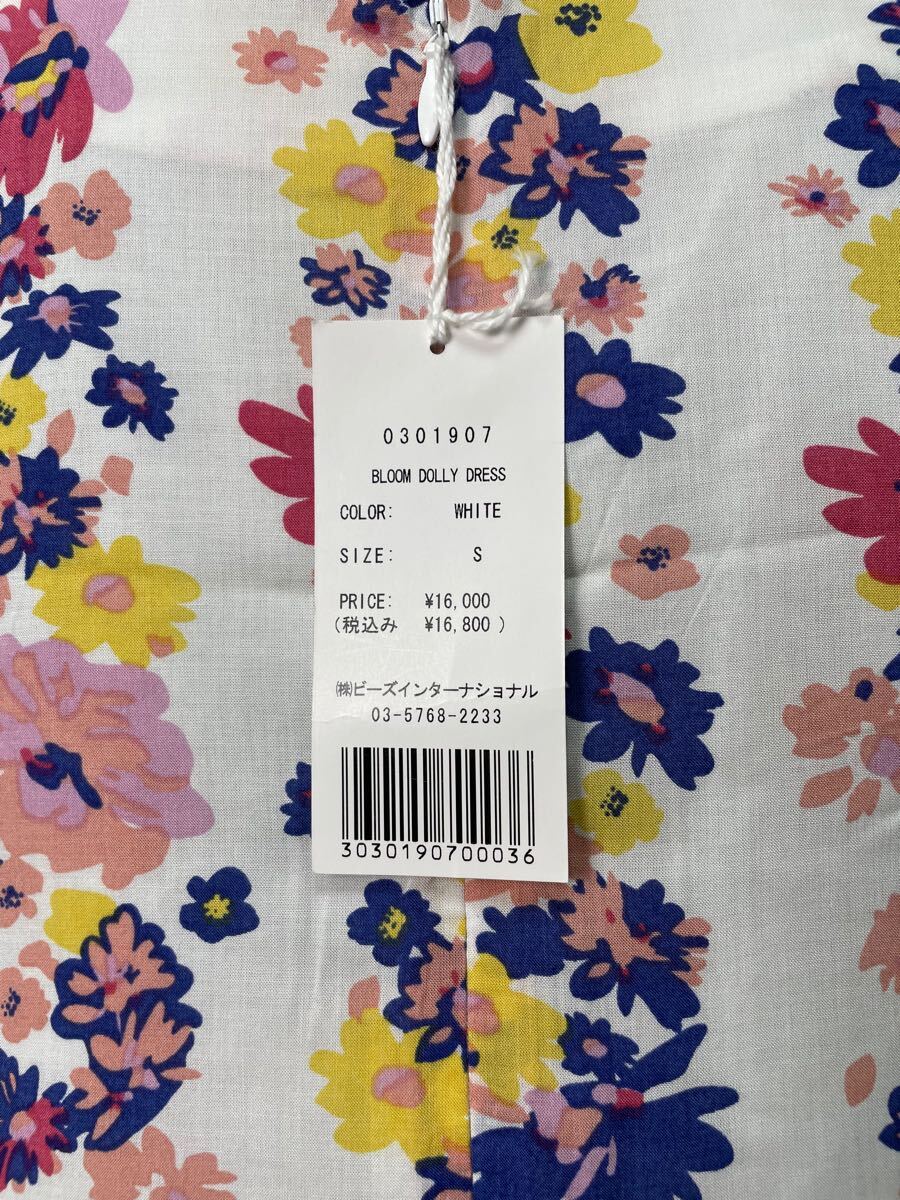 0301907
BLOOM DOLLY DRESS
COLOR: WHITE
SIZE: S
PRICE: ¥16,000
(税込み ¥16,800 )
㈱ビーズインターナショナル
03-5768-2233
3030190700036